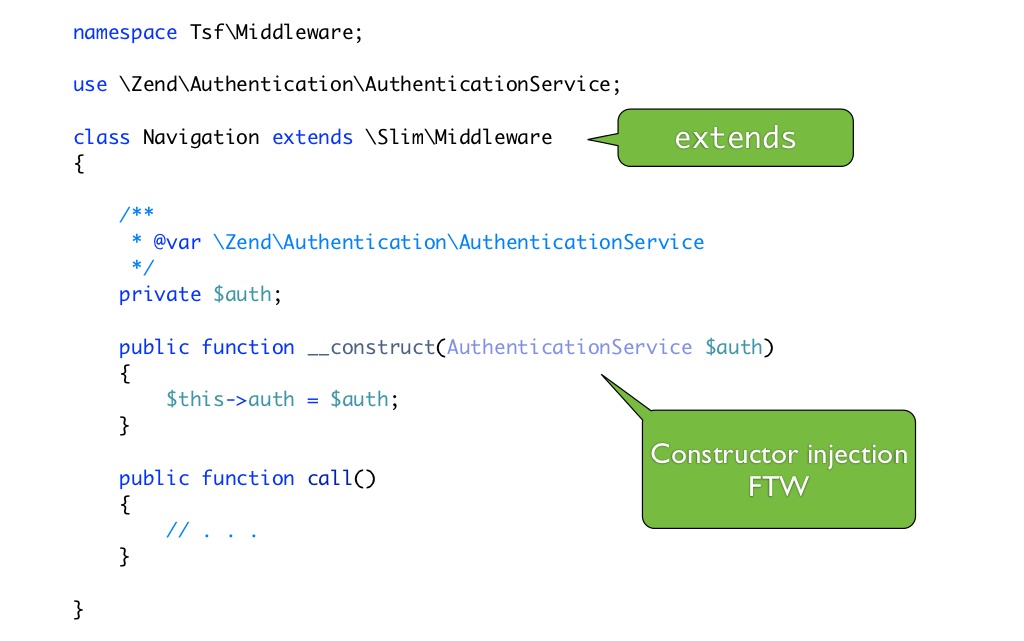 namespace Tsf\Middleware;
use \Zend\Authentication\AuthenticationService;
class Navigation extends \Slim\Middleware
extends
{
/**
* @var \Zend\Authentication\AuthenticationService
*/
private $auth;
public function __construct(AuthenticationService $auth)
{
$this->auth = $auth;
}
Constructor injection
FTW
public function call()
{
// . . .
}
}